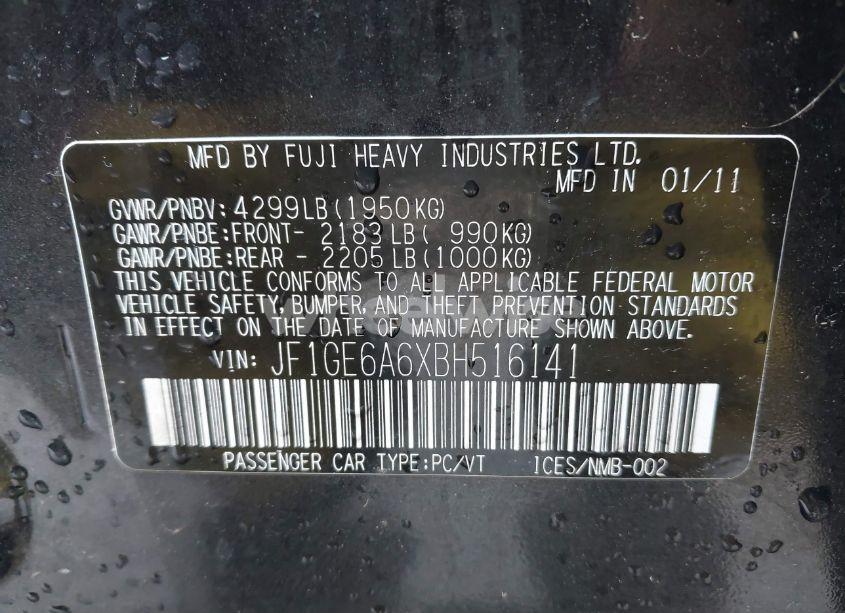 MFD BY FUJI HEAVY INDUSTRIES LTD.
MFD IN 01/11
GVWR/PNBV: 4299LB(1950KG)
GAWR/PNBE:FRONT- 2183 LB( 990KG)
GAWR/PNBE:REAR - 2205 LB(1000KG)
THIS VEHICLE CONFORMS TO ALL APPLICABLE FEDERAL MOTOR
VEHICLE SAFETY, BUMPER, AND THEFT PREVENTION STANDARDS
IN EFFECT ON THE DATE OF MANUFACTURE SHOWN ABOVE.
VIN: JF1GE6A6XBH516141
PASSENGER CAR TYPE:PC/VT ICES/NMB-002